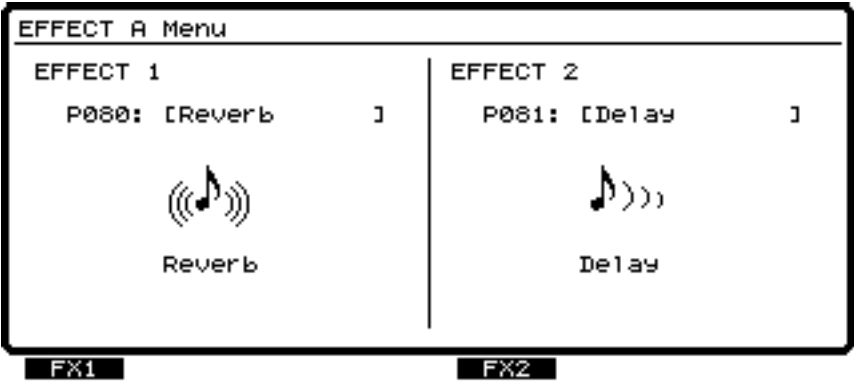 EFFECT A Menu
EFFECT 1
P080: [Reverb ]
Reverb
EFFECT 2
P081: [Delay ]
Delay
FX1
FX2